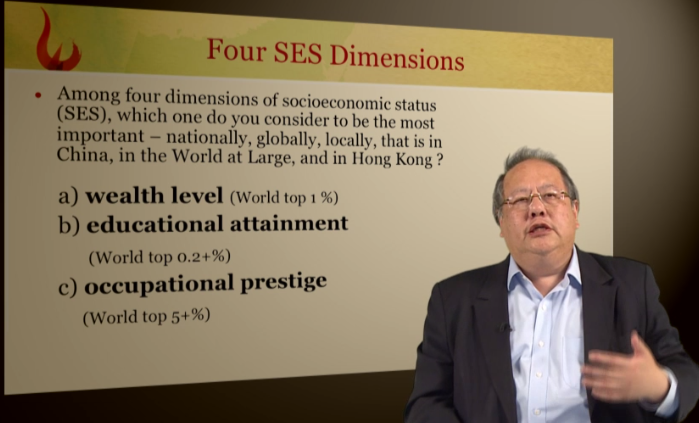 Four SES Dimensions
• Among four dimensions of socioeconomic status
(SES), which one do you consider to be the most
important – nationally, globally, locally, that is in
China, in the World at Large, and in Hong Kong ?
a) wealth level (World top 1 %)
b) educational attainment
(World top 0.2+%)
c) occupational prestige
(World top 5+%)